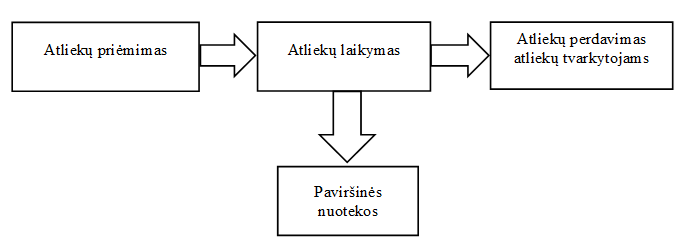 Atliekų priėmimas
Atliekų laikymas
Atliekų perdavimas
atliekų tvarkytojams
Paviršinės
nuotekos